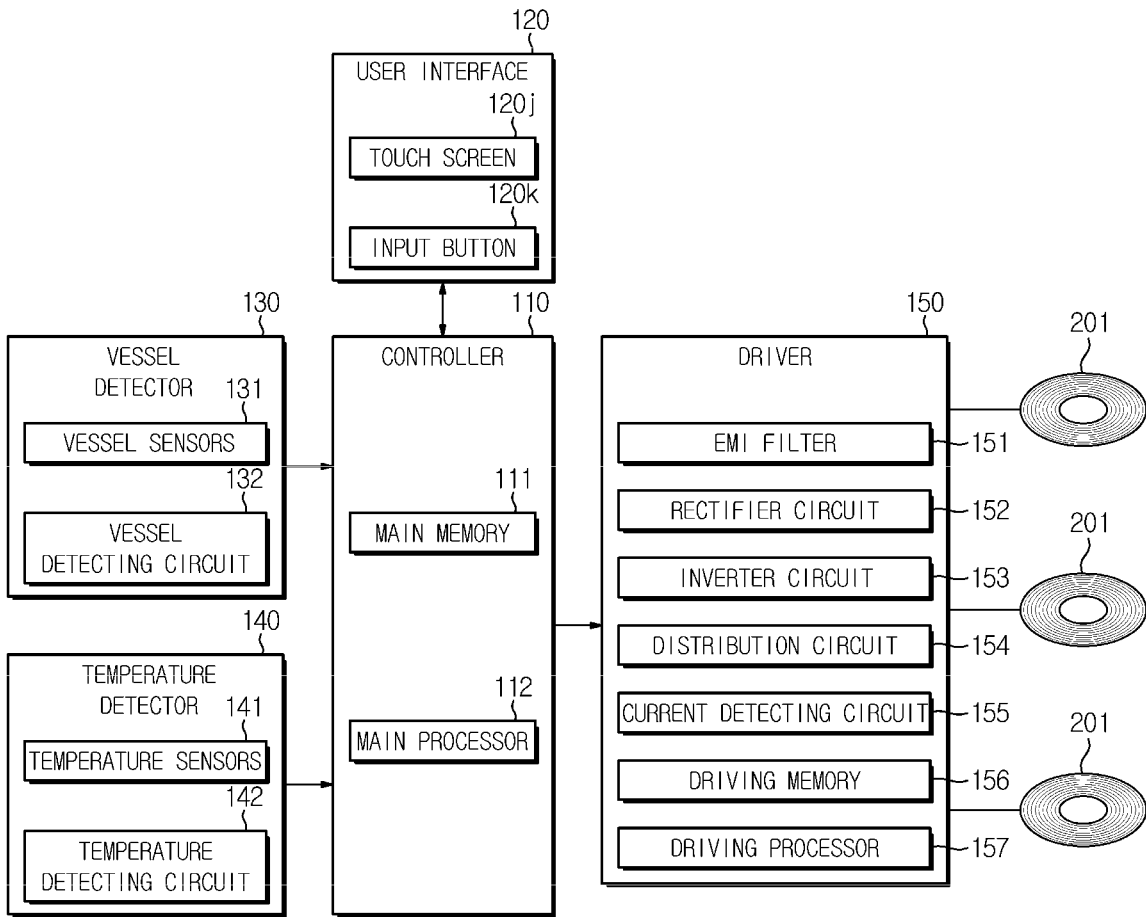 120
USER INTERFACE
120j
TOUCH SCREEN
120k
INPUT BUTTON
130
VESSEL
DETECTOR
131
VESSEL SENSORS
132
VESSEL
DETECTING CIRCUIT
140
TEMPERATURE
DETECTOR
141
TEMPERATURE SENSORS
142
TEMPERATURE
DETECTING CIRCUIT
110
CONTROLLER
111
MAIN MEMORY
112
MAIN PROCESSOR
150
DRIVER
EMI FILTER
151
RECTIFIER CIRCUIT
152
INVERTER CIRCUIT
153
DISTRIBUTION CIRCUIT
154
CURRENT DETECTING CIRCUIT
155
DRIVING MEMORY
156
DRIVING PROCESSOR
157
201
201
201